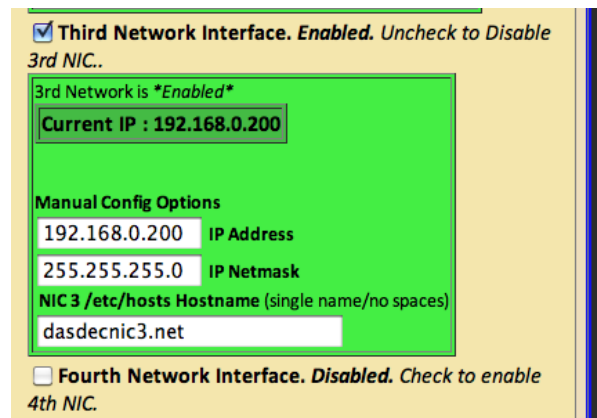 Third Network Interface. Enabled. Uncheck to Disable
3rd NIC..
3rd Network is *Enabled*
Current IP : 192.168.0.200
Manual Config Options
192.168.0.200 IP Address
255.255.255.0 IP Netmask
NIC 3 /etc/hosts Hostname (single name/no spaces)
dasdecnic3.net
Fourth Network Interface. Disabled. Check to enable
4th NIC.